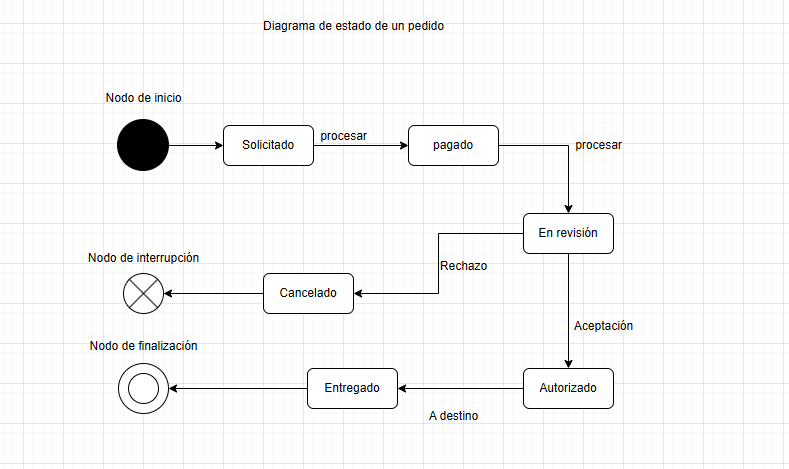 Diagrama de estado de un pedido
Nodo de inicio
Solicitado
procesar
pagado
procesar
En revisión
Rechazo
Nodo de interrupción
Cancelado
Aceptación
Nodo de finalización
Entregado
Autorizado
A destino